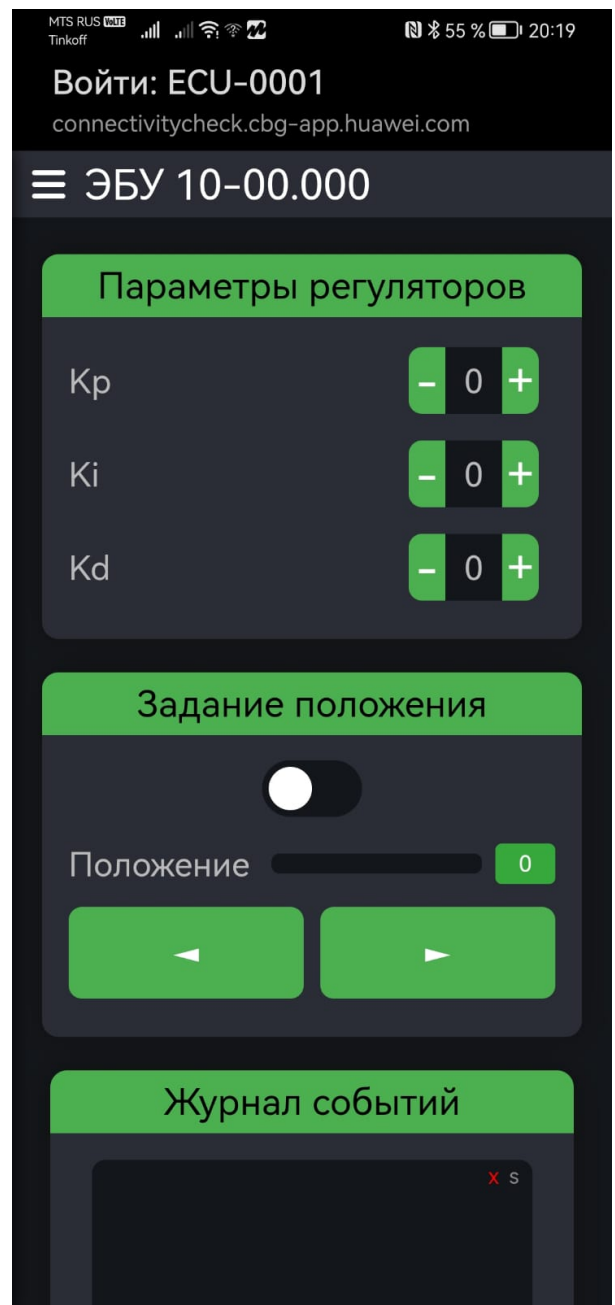 MTS RUS VoLTE
Tinkoff
55 % 20:19
Войти: ECU-0001
connectivitycheck.cbg-app.huawei.com
☰ ЭБУ 10-00.000
Параметры регуляторов
Kp - 0 +
Ki - 0 +
Kd - 0 +
Задание положения
Положение 0
◄ ►
Журнал событий
X S